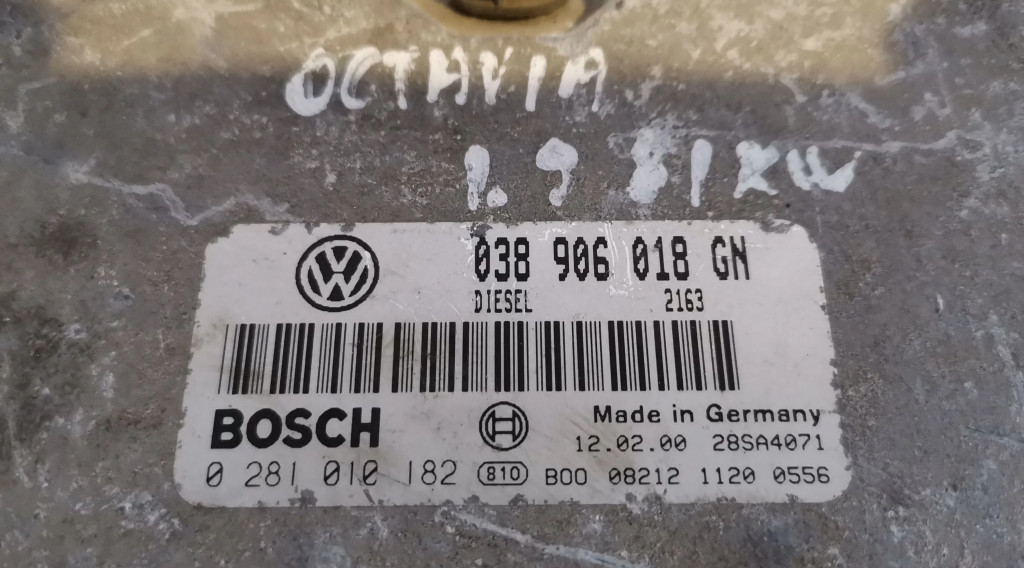 OCTAVIA
1.9 81KW
038 906 018 GN
DIESEL 2163
BOSCH
Made in Germany
12.02.00 28SA4071
0 281 010 182 810 B00 08212 1120 0556